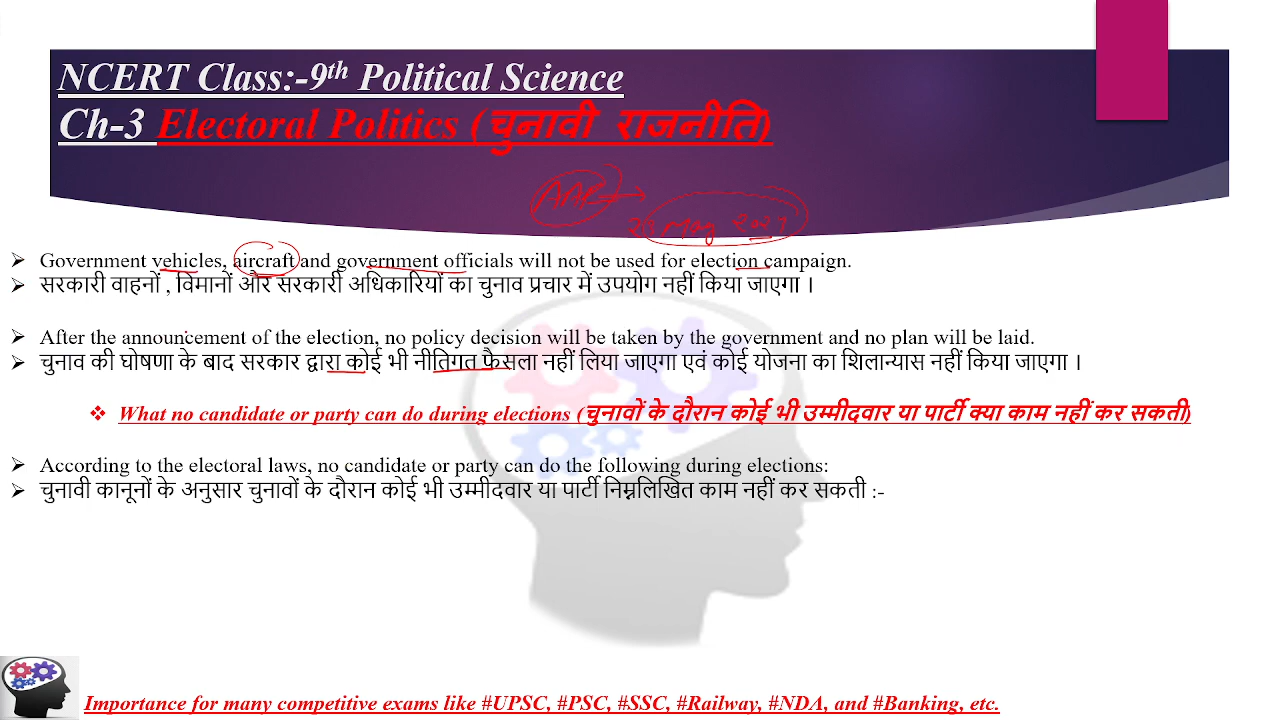 NCERT Class:-9th Political Science
Ch-3 Electoral Politics (चुनावी राजनीति)
AAP
May
➢ Government vehicles, aircraft and government officials will not be used for election campaign.
➢ सरकारी वाहनों , विमानों और सरकारी अधिकारियों का चुनाव प्रचार में उपयोग नहीं किया जाएगा ।
➢ After the announcement of the election, no policy decision will be taken by the government and no plan will be laid.
➢ चुनाव की घोषणा के बाद सरकार द्वारा कोई भी नीतिगत फ़ैसला नहीं लिया जाएगा एवं कोई योजना का शिलान्यास नहीं किया जाएगा ।
❖ What no candidate or party can do during elections (चुनावों के दौरान कोई भी उम्मीदवार या पार्टी क्या काम नहीं कर सकती)
➢ According to the electoral laws, no candidate or party can do the following during elections:
➢ चुनावी कानूनों के अनुसार चुनावों के दौरान कोई भी उम्मीदवार या पार्टी निम्नलिखित काम नहीं कर सकती :-
Importance for many competitive exams like #UPSC, #PSC, #SSC, #Railway, #NDA, and #Banking, etc.